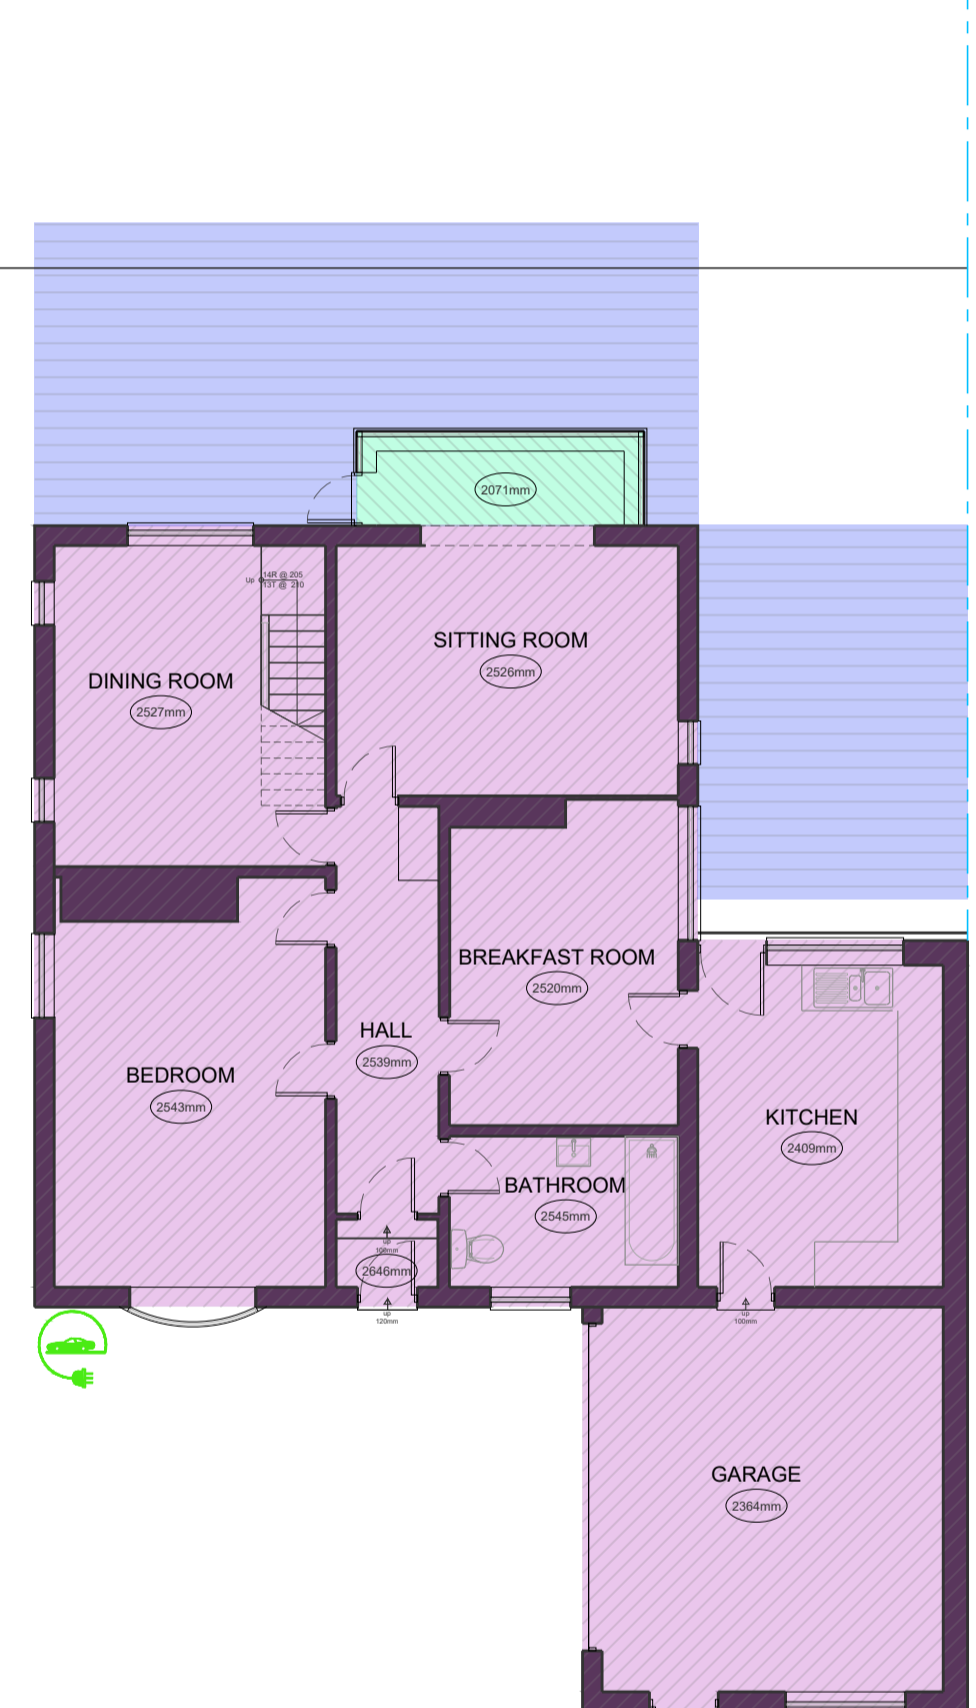 2071mm
14R @ 205
Up
13T @ 210
SITTING ROOM
2526mm
DINING ROOM
2527mm
BREAKFAST ROOM
2520mm
HALL
2539mm
BEDROOM
2543mm
KITCHEN
2409mm
BATHROOM
2545mm
up
100mm
2646mm
up
120mm
up
100mm
GARAGE
2364mm